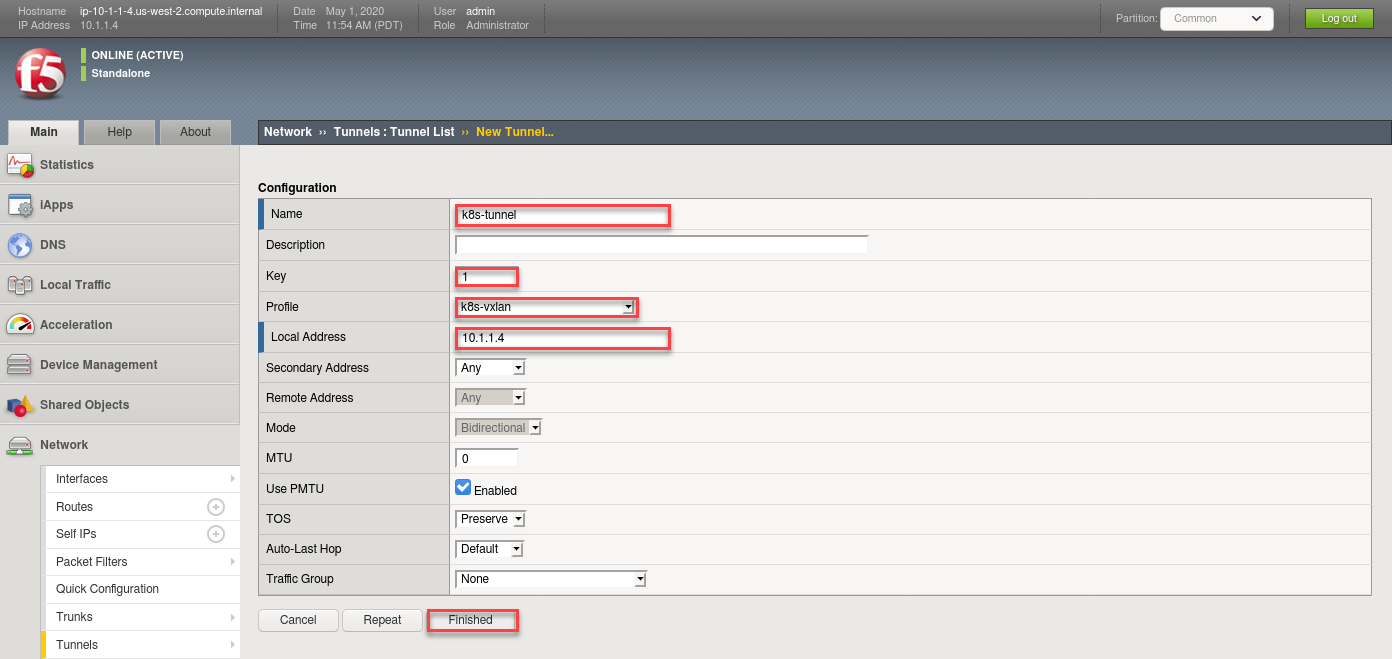 Hostname ip-10-1-1-4.us-west-2.compute.internal Date May 1, 2020 User admin
IP Address 10.1.1.4 Time 11:54 AM (PDT) Role Administrator
Partition: Common Log out
f5
ONLINE (ACTIVE)
Standalone
Main Help About
Network ›› Tunnels : Tunnel List ›› New Tunnel...
Statistics
iApps
DNS
Local Traffic
Acceleration
Device Management
Shared Objects
Network
Interfaces
Routes
Self IPs
Packet Filters
Quick Configuration
Trunks
Tunnels
Configuration
Name k8s-tunnel
Description
Key 1
Profile k8s-vxlan
Local Address 10.1.1.4
Secondary Address Any
Remote Address Any
Mode Bidirectional
MTU 0
Use PMTU Enabled
TOS Preserve
Auto-Last Hop Default
Traffic Group None
Cancel Repeat Finished